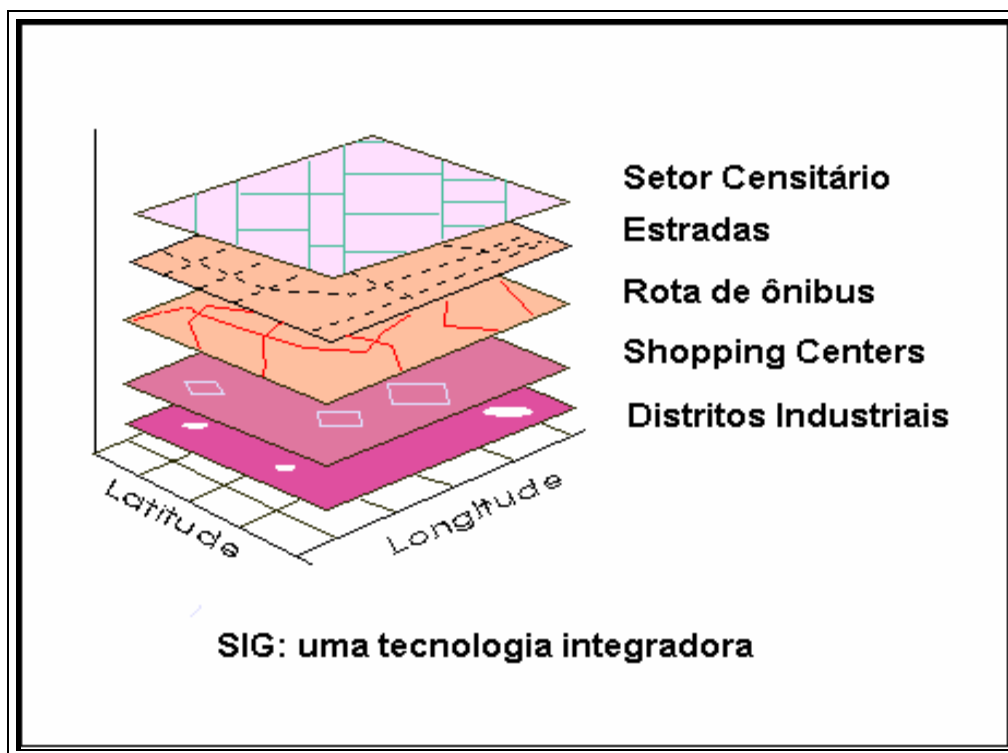 Setor Censitário
Estradas
Rota de ônibus
Shopping Centers
Distritos Industriais
Latitude
Longitude
SIG: uma tecnologia integradora